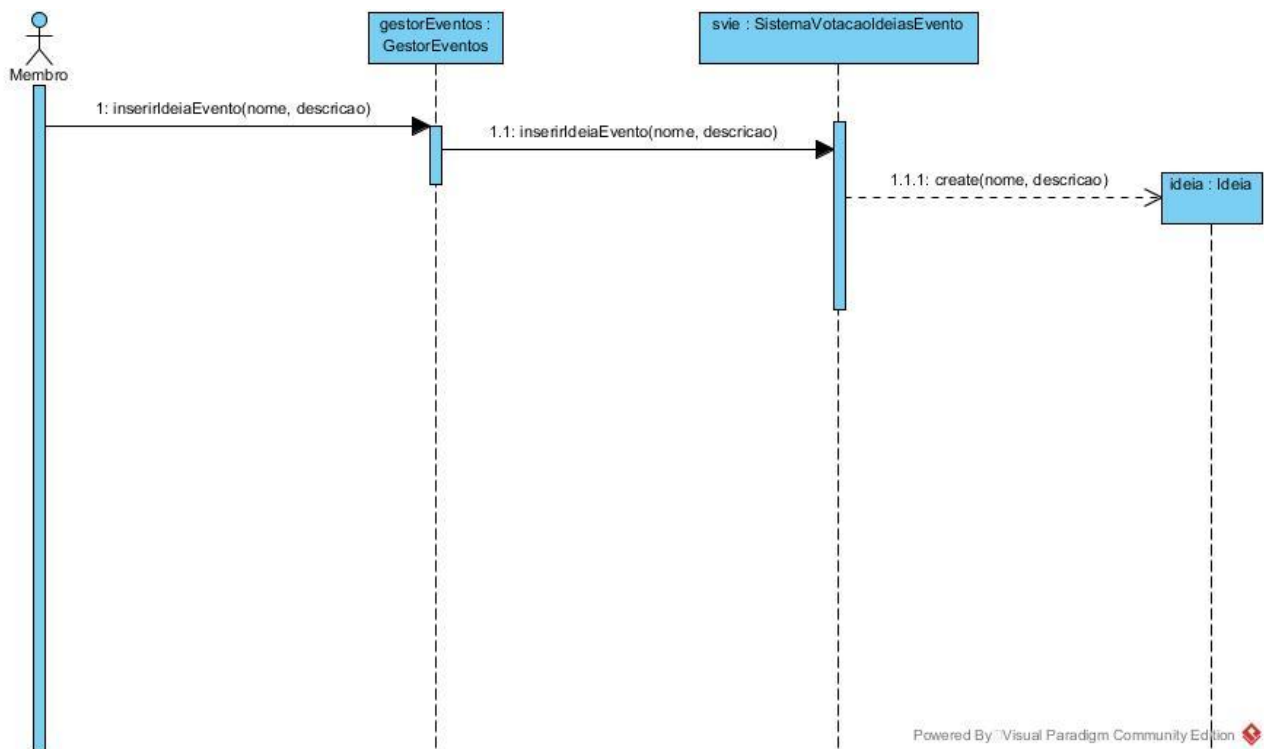 gestorEventos :
GestorEventos
svie : SistemaVotacaoIdeiasEvento
Membro
1: inserirIdeiaEvento(nome, descricao)
1.1: inserirIdeiaEvento(nome, descricao)
1.1.1: create(nome, descricao)
ideia : Ideia
Powered By Visual Paradigm Community Edition